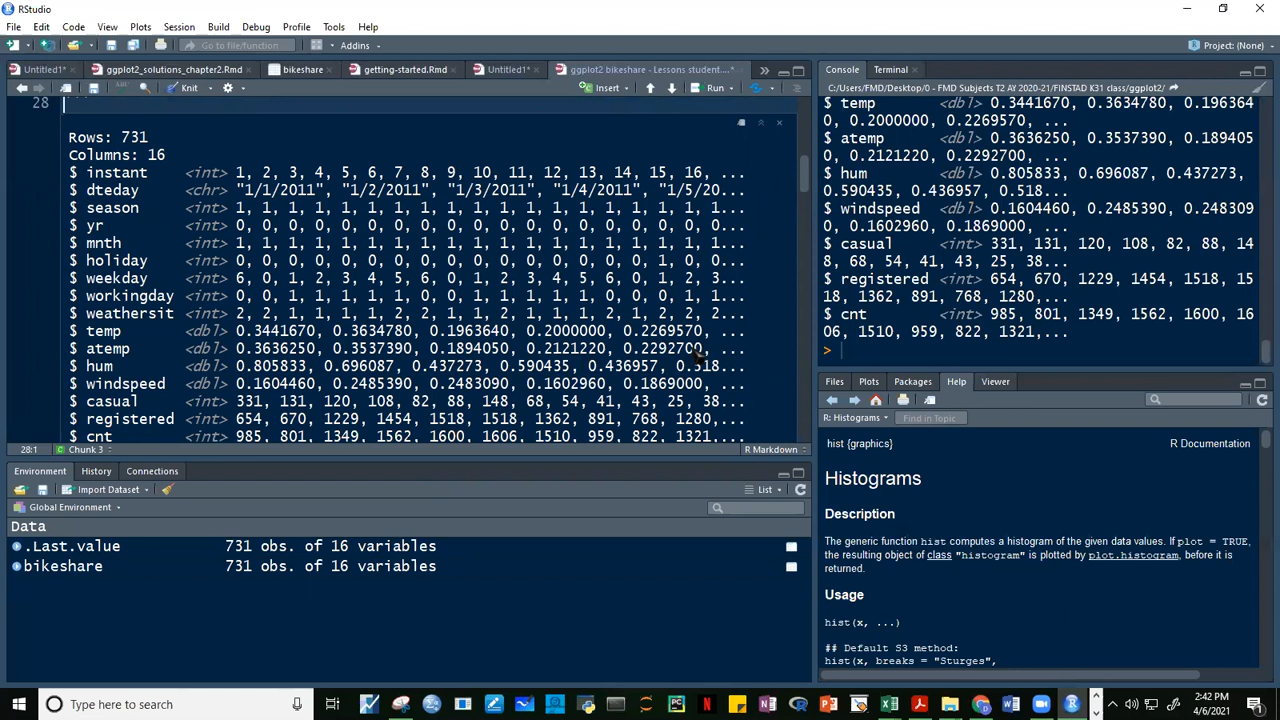 RStudio
File Edit Code View Plots Session Build Debug Profile Tools Help
Go to file/function Addins Project: (None)
Untitled1* ggplot2_solutions_chapter2.Rmd bikeshare getting-started.Rmd Untitled1* ggplot2 bikeshare - Lessons student....*
Knit Insert Run
28 ```
Rows: 731
Columns: 16
$ instant <int> 1, 2, 3, 4, 5, 6, 7, 8, 9, 10, 11, 12, 13, 14, 15, 16, ...
$ dteday <chr> "1/1/2011", "1/2/2011", "1/3/2011", "1/4/2011", "1/5/20...
$ season <int> 1, 1, 1, 1, 1, 1, 1, 1, 1, 1, 1, 1, 1, 1, 1, 1, 1, 1, 1...
$ yr <int> 0, 0, 0, 0, 0, 0, 0, 0, 0, 0, 0, 0, 0, 0, 0, 0, 0, 0, 0...
$ mnth <int> 1, 1, 1, 1, 1, 1, 1, 1, 1, 1, 1, 1, 1, 1, 1, 1, 1, 1, 1...
$ holiday <int> 0, 0, 0, 0, 0, 0, 0, 0, 0, 0, 0, 0, 0, 0, 0, 0, 1, 0, 0...
$ weekday <int> 6, 0, 1, 2, 3, 4, 5, 6, 0, 1, 2, 3, 4, 5, 6, 0, 1, 2, 3...
$ workingday <int> 0, 0, 1, 1, 1, 1, 1, 0, 0, 1, 1, 1, 1, 1, 0, 0, 0, 1, 1...
$ weathersit <int> 2, 2, 1, 1, 1, 1, 2, 2, 1, 1, 2, 1, 1, 1, 2, 1, 2, 2, 2...
$ temp <dbl> 0.3441670, 0.3634780, 0.1963640, 0.2000000, 0.2269570, ...
$ atemp <dbl> 0.3636250, 0.3537390, 0.1894050, 0.2121220, 0.2292700, ...
$ hum <dbl> 0.805833, 0.696087, 0.437273, 0.590435, 0.436957, 0.518...
$ windspeed <dbl> 0.1604460, 0.2485390, 0.2483090, 0.1602960, 0.1869000, ...
$ casual <int> 331, 131, 120, 108, 82, 88, 148, 68, 54, 41, 43, 25, 38...
$ registered <int> 654, 670, 1229, 1454, 1518, 1518, 1362, 891, 768, 1280,...
$ cnt <int> 985, 801, 1349, 1562, 1600, 1606, 1510, 959, 822, 1321,...
28:1 Chunk 3 R Markdown
Environment History Connections
Import Dataset List
Global Environment
Data
.Last.value 731 obs. of 16 variables
bikeshare 731 obs. of 16 variables
Console Terminal
C:/Users/FMD/Desktop/0 - FMD Subjects T2 AY 2020-21/FINSTAD K31 class/ggplot2/
$ temp <dbl> 0.3441670, 0.3634780, 0.196364
0, 0.2000000, 0.2269570,...
$ atemp <dbl> 0.3636250, 0.3537390, 0.189405
0, 0.2121220, 0.2292700,...
$ hum <dbl> 0.805833, 0.696087, 0.437273,
0.590435, 0.436957, 0.518...
$ windspeed <dbl> 0.1604460, 0.2485390, 0.248309
0, 0.1602960, 0.1869000,...
$ casual <int> 331, 131, 120, 108, 82, 88, 14
8, 68, 54, 41, 43, 25, 38...
$ registered <int> 654, 670, 1229, 1454, 1518, 15
18, 1362, 891, 768, 1280,...
$ cnt <int> 985, 801, 1349, 1562, 1600, 16
06, 1510, 959, 822, 1321,...
>
Files Plots Packages Help Viewer
R: Histograms Find in Topic
hist {graphics} R Documentation
Histograms
Description
The generic function hist computes a histogram of the given data values. If plot = TRUE,
the resulting object of class "histogram" is plotted by plot.histogram, before it is
returned.
Usage
hist(x, ...)
## Default S3 method:
hist(x, breaks = "Sturges",
Type here to search
2:42 PM
4/6/2021